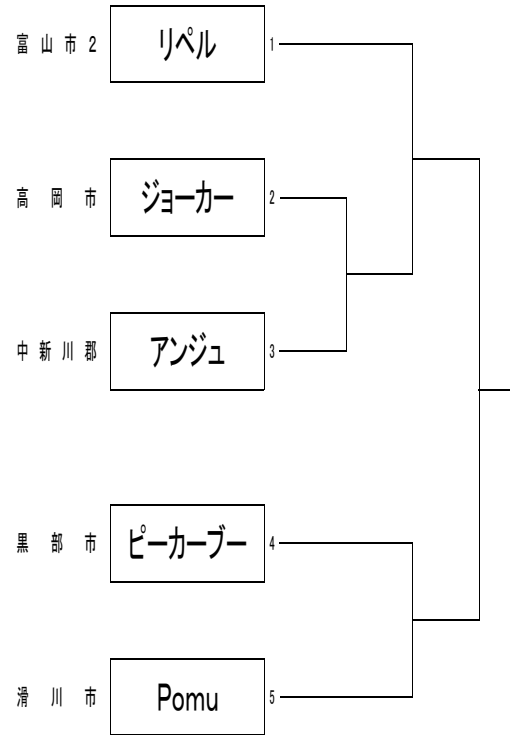 富山市2 リペル 1
高岡市 ジョーカー 2
中新川郡 アンジュ 3
黒部市 ピーカーブー 4
滑川市 Pomu 5